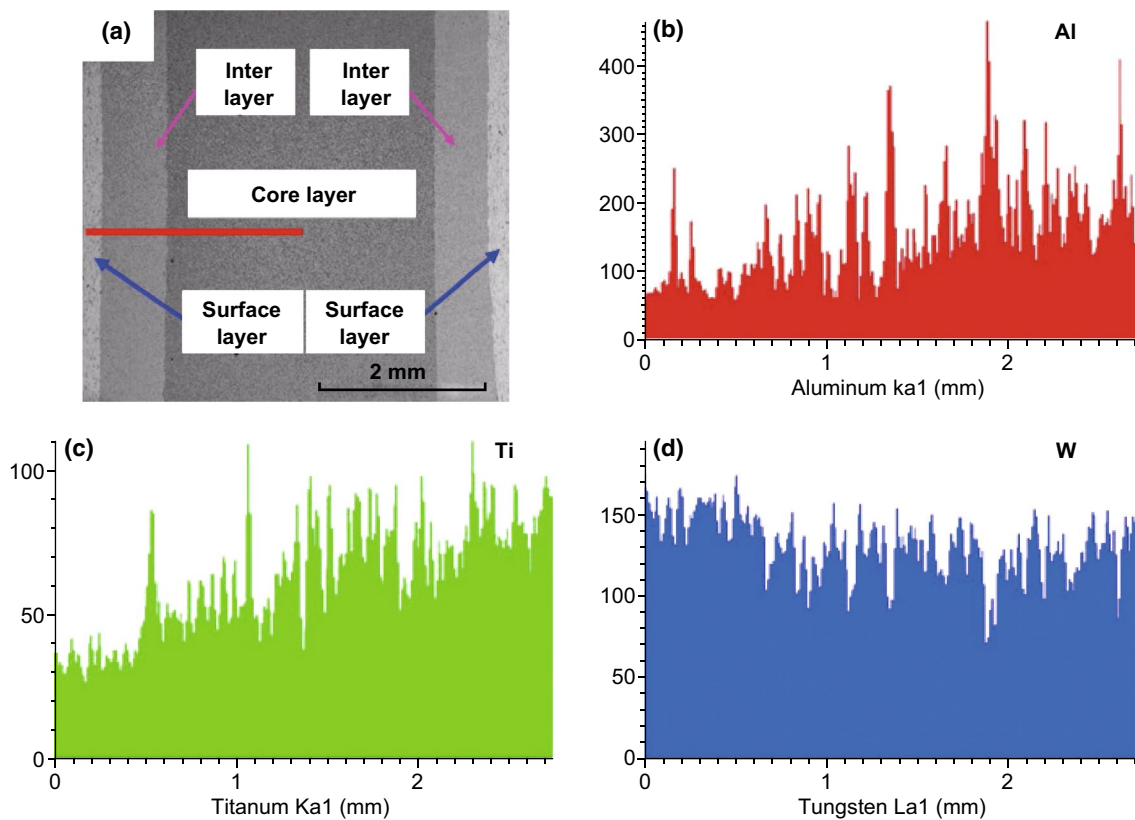 (a)
Inter
layer
Inter
layer
Core layer
Surface
layer
Surface
layer
2 mm
(b)
Al
400
300
200
100
0
0 1 2
Aluminum ka1 (mm)
(c)
Ti
100
50
0
0 1 2
Titanum Ka1 (mm)
(d)
W
150
100
50
0
0 1 2
Tungsten La1 (mm)